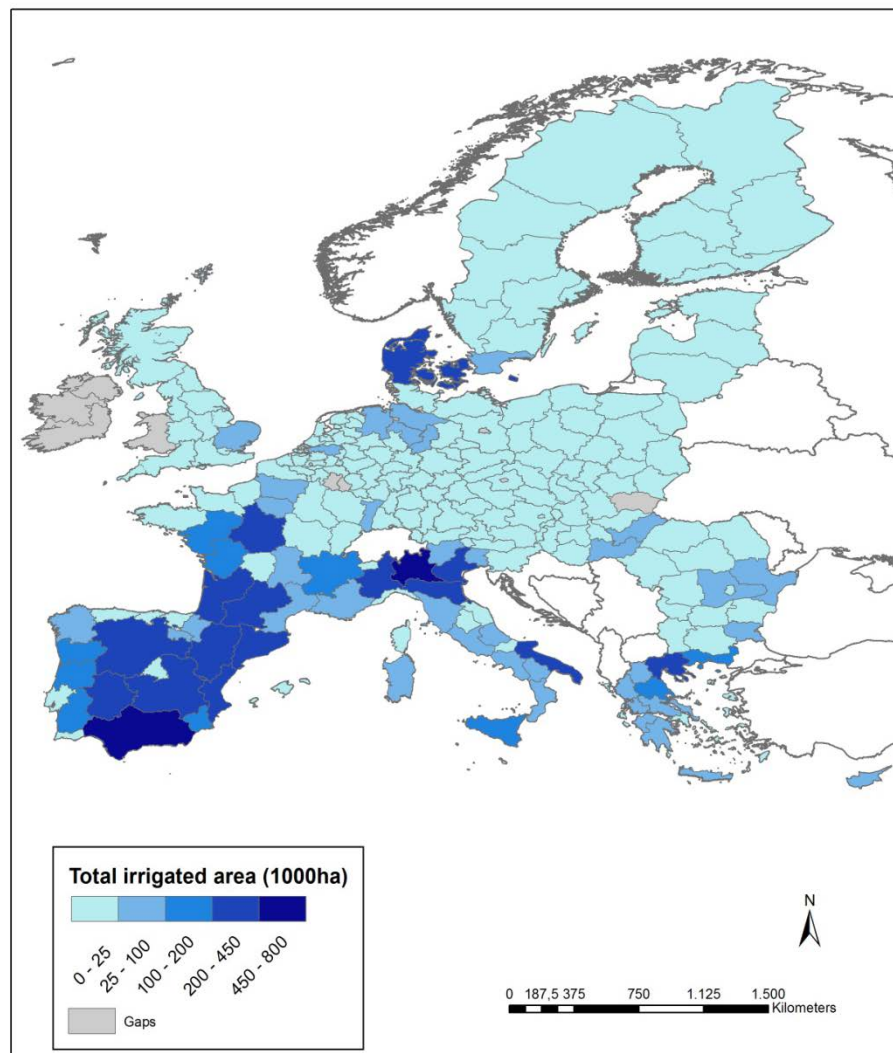 Total irrigated area (1000ha)
0 - 25
25 - 100
100 - 200
200 - 450
450 - 800
Gaps
N
0 187,5 375 750 1.125 1.500
Kilometers